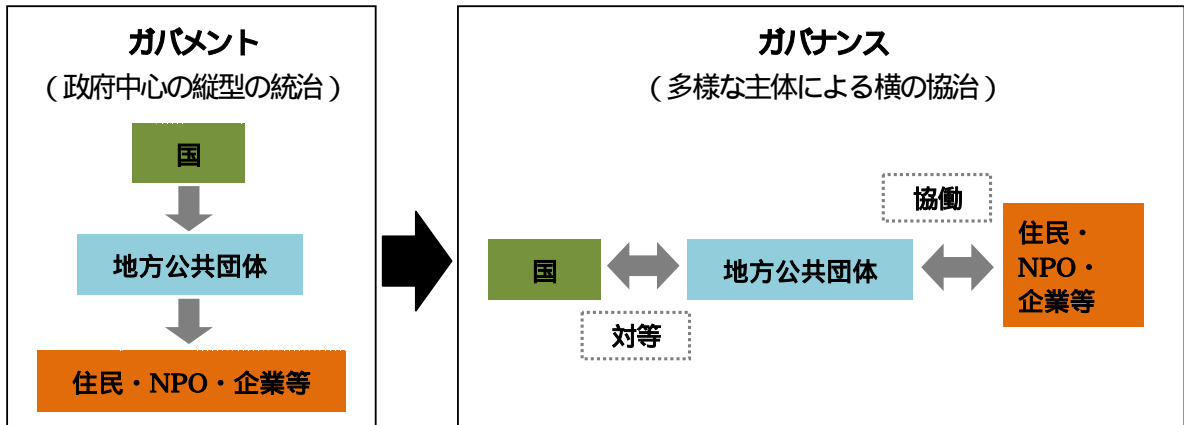 ガバメント
（政府中心の縦型の統治）
国
地方公共団体
住民・NPO・企業等
ガバナンス
（多様な主体による横の協治）
協働
国
地方公共団体
住民・
NPO・
企業等
対等